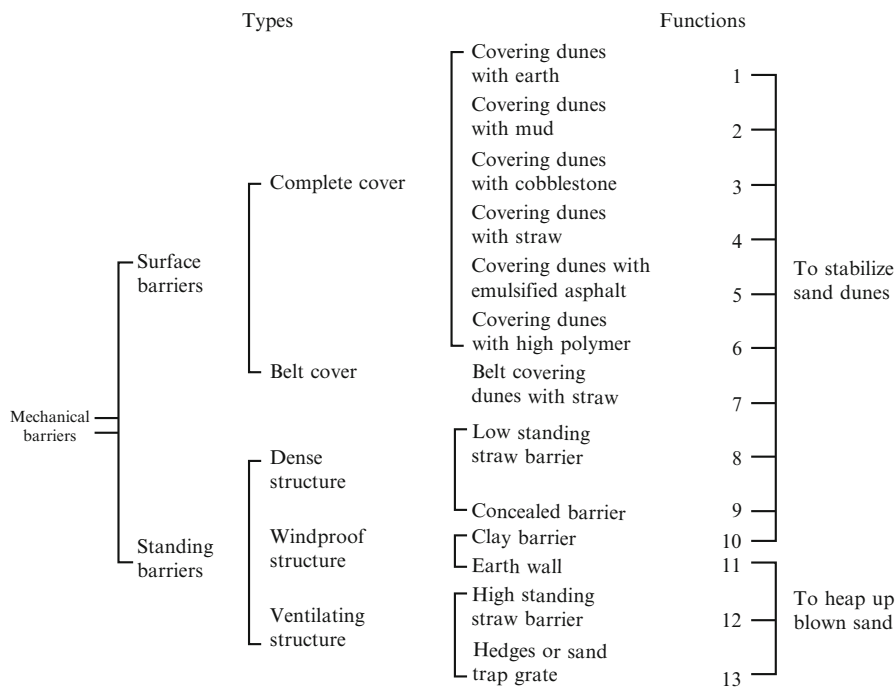 Types
Functions
Covering dunes
with earth
1
Covering dunes
with mud
2
Complete cover
Covering dunes
with cobblestone
3
Covering dunes
with straw
4
Surface
barriers
Covering dunes with
emulsified asphalt
5
To stabilize
sand dunes
Covering dunes
with high polymer
6
Belt cover
Belt covering
dunes with straw
7
Mechanical
barriers
Low standing
straw barrier
8
Dense
structure
Concealed barrier
9
Standing
barriers
Windproof
structure
Clay barrier
10
Earth wall
11
Ventilating
structure
High standing
straw barrier
12
To heap up
blown sand
Hedges or sand
trap grate
13